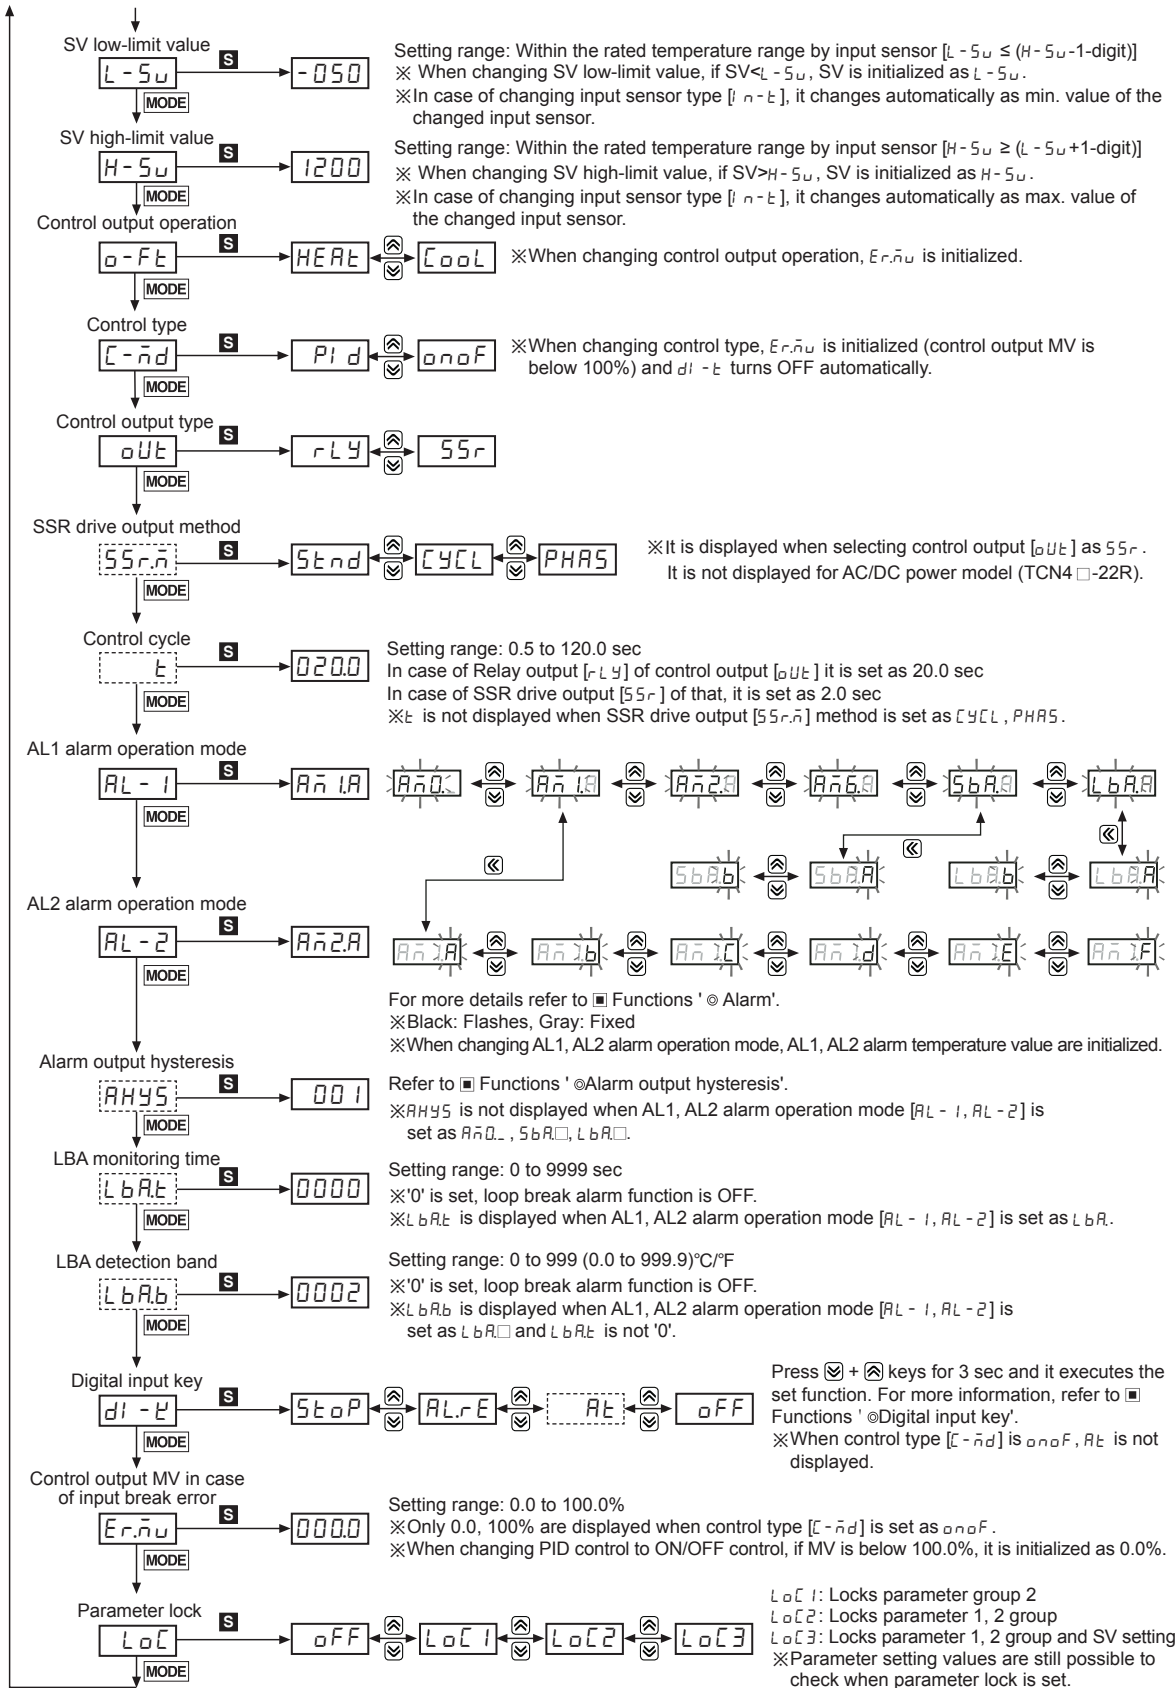 SV low-limit value
L-Sv S -050
MODE
Setting range: Within the rated temperature range by input sensor [L-Sv ≤ (H-Sv-1-digit)]
※ When changing SV low-limit value, if SV<L-Sv, SV is initialized as L-Sv.
※In case of changing input sensor type [In-t], it changes automatically as min. value of the
changed input sensor.
SV high-limit value
H-Sv S 1200
MODE
Setting range: Within the rated temperature range by input sensor [H-Sv ≥ (L-Sv+1-digit)]
※ When changing SV high-limit value, if SV>H-Sv, SV is initialized as H-Sv.
※In case of changing input sensor type [In-t], it changes automatically as max. value of
the changed input sensor.
Control output operation
o-Ft S HEAt CooL ※When changing control output operation, Er.mv is initialized.
MODE
Control type
C-md S PId onoF ※When changing control type, Er.mv is initialized (control output MV is
below 100%) and dI-t turns OFF automatically.
MODE
Control output type
oUt S rLY SSr
MODE
SSR drive output method
SSr.m S Stnd CYCL PHAS ※It is displayed when selecting control output [oUt] as SSr.
It is not displayed for AC/DC power model (TCN4 □-22R).
MODE
Control cycle
t S 020.0
MODE
Setting range: 0.5 to 120.0 sec
In case of Relay output [rLY] of control output [oUt] it is set as 20.0 sec
In case of SSR drive output [SSr] of that, it is set as 2.0 sec
※t is not displayed when SSR drive output [SSr.m] method is set as CYCL, PHAS.
AL1 alarm operation mode
AL-1 S Am1.A Am0._ Am1.A Am2.A Am6.A SbA.A LbA.A
MODE
SbA.b SbA.A LbA.b LbA.A
AL2 alarm operation mode
AL-2 S Am2.A Am1.A Am1.b Am1.C Am1.d Am1.E Am1.F
MODE
For more details refer to ▣ Functions ' ◎ Alarm'.
※Black: Flashes, Gray: Fixed
※When changing AL1, AL2 alarm operation mode, AL1, AL2 alarm temperature value are initialized.
Alarm output hysteresis
AHYS S 001
MODE
Refer to ▣ Functions ' ◎Alarm output hysteresis'.
※AHYS is not displayed when AL1, AL2 alarm operation mode [AL-1, AL-2] is
set as Am0._, SbA.□, LbA.□.
LBA monitoring time
LbA.t S 0000
MODE
Setting range: 0 to 9999 sec
※'0' is set, loop break alarm function is OFF.
※LbA.t is displayed when AL1, AL2 alarm operation mode [AL-1, AL-2] is set as LbA..
LBA detection band
LbA.b S 0002
MODE
Setting range: 0 to 999 (0.0 to 999.9)°C/°F
※'0' is set, loop break alarm function is OFF.
※LbA.b is displayed when AL1, AL2 alarm operation mode [AL-1, AL-2] is
set as LbA.□ and LbA.t is not '0'.
Digital input key
dI-K S StoP AL.rE At oFF
MODE
Press + keys for 3 sec and it executes the
set function. For more information, refer to ▣
Functions ' ◎Digital input key'.
※When control type [C-md] is onoF, At is not
displayed.
Control output MV in case
of input break error
Er.mv S 000.0
MODE
Setting range: 0.0 to 100.0%
※Only 0.0, 100% are displayed when control type [C-md] is set as onoF.
※When changing PID control to ON/OFF control, if MV is below 100.0%, it is initialized as 0.0%.
Parameter lock
LoC S oFF LoC1 LoC2 LoC3
MODE
LoC1: Locks parameter group 2
LoC2: Locks parameter 1, 2 group
LoC3: Locks parameter 1, 2 group and SV setting
※Parameter setting values are still possible to
check when parameter lock is set.